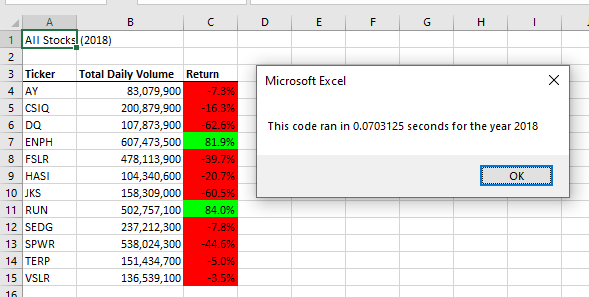 A B C D E F G H I
1 All Stocks (2018)
2
3 Ticker Total Daily Volume Return
4 AY 83,079,900 -7.3%
5 CSIQ 200,879,900 -16.3%
6 DQ 107,873,900 -62.6%
7 ENPH 607,473,500 81.9%
8 FSLR 478,113,900 -39.7%
9 HASI 104,340,600 -20.7%
10 JKS 158,309,000 -60.5%
11 RUN 502,757,100 84.0%
12 SEDG 237,212,300 -7.8%
13 SPWR 538,024,300 -44.6%
14 TERP 151,434,700 -5.0%
15 VSLR 136,539,100 -3.5%
16
Microsoft Excel
This code ran in 0.0703125 seconds for the year 2018
OK